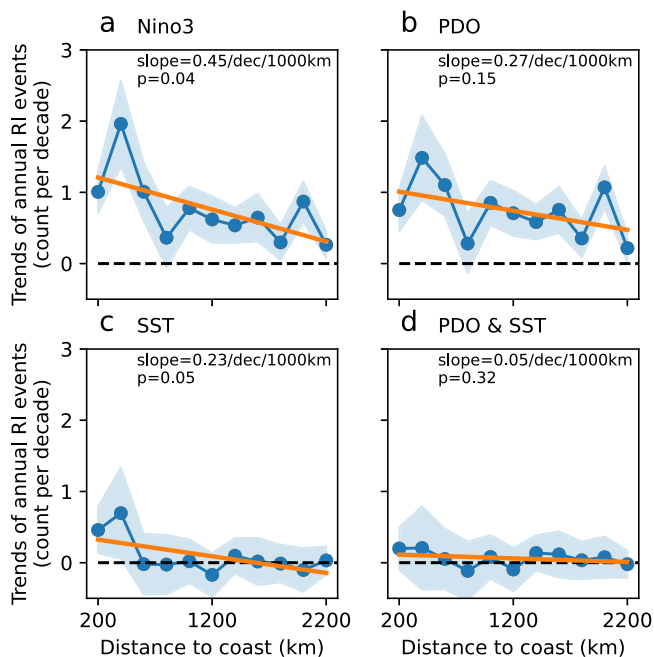 a Nino3
b PDO
3
slope=0.45/dec/1000km
p=0.04
slope=0.27/dec/1000km
p=0.15
2
1
0
Trends of annual RI events
(count per decade)
c SST
d PDO & SST
3
slope=0.23/dec/1000km
p=0.05
slope=0.05/dec/1000km
p=0.32
2
1
0
Trends of annual RI events
(count per decade)
200 1200 2200
200 1200 2200
Distance to coast (km)
Distance to coast (km)